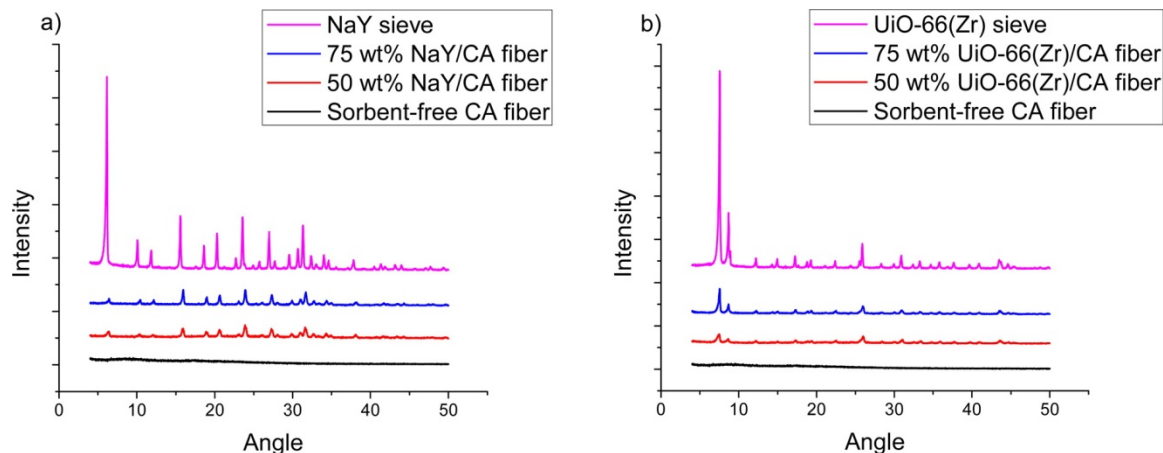 a)
NaY sieve
75 wt% NaY/CA fiber
50 wt% NaY/CA fiber
Sorbent-free CA fiber
Intensity
0 10 20 30 40 50
Angle
b)
UiO-66(Zr) sieve
75 wt% UiO-66(Zr)/CA fiber
50 wt% UiO-66(Zr)/CA fiber
Sorbent-free CA fiber
Intensity
0 10 20 30 40 50
Angle